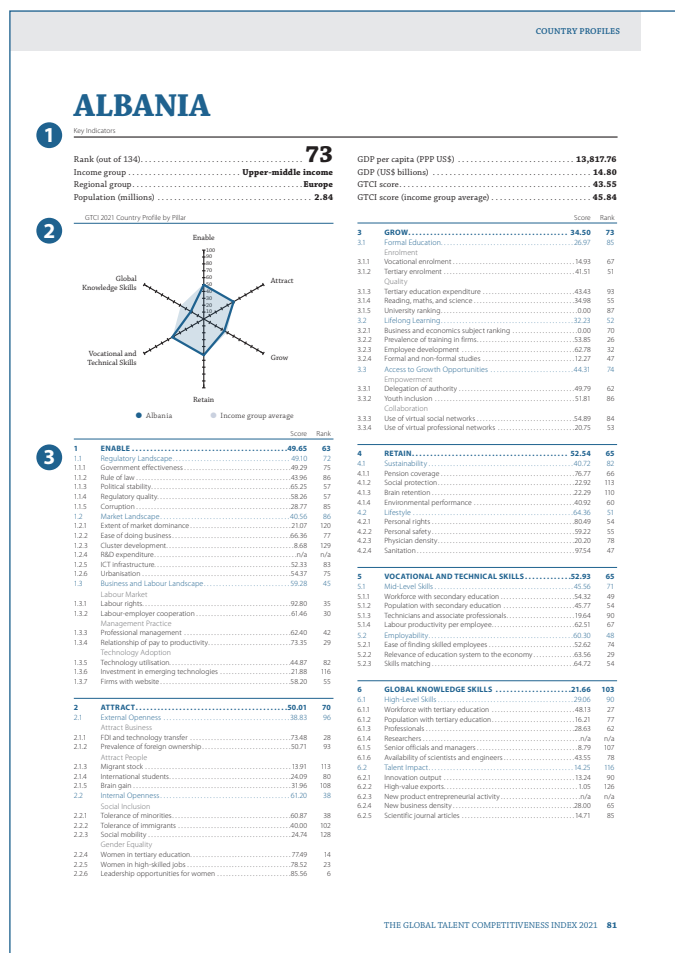 COUNTRY PROFILES
ALBANIA
1
Key Indicators
Rank (out of 134) 73
Income group Upper-middle income
Regional group Europe
Population (millions) 2.84
GDP per capita (PPP US$) 13,817.76
GDP (US$ billions) 14.80
GTCI score 43.55
GTCI score (income group average) 45.84
2
GTCI 2021 Country Profile by Pillar
Enable
100
90
80
70
60
50
40
30
20
10
Global
Knowledge Skills
Attract
Vocational and
Technical Skills
Grow
Retain
Albania
Income group average
3
Score Rank
1 ENABLE 49.65 63
1.1 Regulatory Landscape 49.10 72
1.1.1 Government effectiveness 49.29 75
1.1.2 Rule of law 43.96 86
1.1.3 Political stability 65.25 57
1.1.4 Regulatory quality 58.26 57
1.1.5 Corruption 28.77 85
1.2 Market Landscape 40.56 86
1.2.1 Extent of market dominance 21.07 120
1.2.2 Ease of doing business 66.36 77
1.2.3 Cluster development 8.68 129
1.2.4 R&D expenditure n/a n/a
1.2.5 ICT infrastructure 52.33 83
1.2.6 Urbanisation 54.37 75
1.3 Business and Labour Landscape 59.28 45
Labour Market
1.3.1 Labour rights 92.80 35
1.3.2 Labour-employer cooperation 61.46 30
Management Practice
1.3.3 Professional management 62.40 42
1.3.4 Relationship of pay to productivity 73.35 29
Technology Adoption
1.3.5 Technology utilisation 44.87 82
1.3.6 Investment in emerging technologies 21.88 116
1.3.7 Firms with website 58.20 55
2 ATTRACT 50.01 70
2.1 External Openness 38.83 96
Attract Business
2.1.1 FDI and technology transfer 73.48 28
2.1.2 Prevalence of foreign ownership 50.71 93
Attract People
2.1.3 Migrant stock 13.91 113
2.1.4 International students 24.09 80
2.1.5 Brain gain 31.96 108
2.2 Internal Openness 61.20 38
Social Inclusion
2.2.1 Tolerance of minorities 60.87 38
2.2.2 Tolerance of immigrants 40.00 102
2.2.3 Social mobility 24.74 128
Gender Equality
2.2.4 Women in tertiary education 77.49 14
2.2.5 Women in high-skilled jobs 78.52 23
2.2.6 Leadership opportunities for women 85.56 6
Score Rank
3 GROW 34.50 73
3.1 Formal Education 26.97 85
Enrolment
3.1.1 Vocational enrolment 14.93 67
3.1.2 Tertiary enrolment 41.51 51
Quality
3.1.3 Tertiary education expenditure 43.43 93
3.1.4 Reading, maths, and science 34.98 55
3.1.5 University ranking 0.00 87
3.2 Lifelong Learning 32.23 52
3.2.1 Business and economics subject ranking 0.00 70
3.2.2 Prevalence of training in firms 53.85 26
3.2.3 Employee development 62.78 32
3.2.4 Formal and non-formal studies 12.27 47
3.3 Access to Growth Opportunities 44.31 74
Empowerment
3.3.1 Delegation of authority 49.79 62
3.3.2 Youth inclusion 51.81 86
Collaboration
3.3.3 Use of virtual social networks 54.89 84
3.3.4 Use of virtual professional networks 20.75 53
4 RETAIN 52.54 65
4.1 Sustainability 40.72 82
4.1.1 Pension coverage 76.77 66
4.1.2 Social protection 22.92 113
4.1.3 Brain retention 22.29 110
4.1.4 Environmental performance 40.92 60
4.2 Lifestyle 64.36 51
4.2.1 Personal rights 80.49 54
4.2.2 Personal safety 59.22 55
4.2.3 Physician density 20.20 78
4.2.4 Sanitation 97.54 47
5 VOCATIONAL AND TECHNICAL SKILLS 52.93 65
5.1 Mid-Level Skills 45.56 71
5.1.1 Workforce with secondary education 54.32 49
5.1.2 Population with secondary education 45.77 54
5.1.3 Technicians and associate professionals 19.64 90
5.1.4 Labour productivity per employee 62.51 67
5.2 Employability 60.30 48
5.2.1 Ease of finding skilled employees 52.62 74
5.2.2 Relevance of education system to the economy 63.56 29
5.2.3 Skills matching 64.72 54
6 GLOBAL KNOWLEDGE SKILLS 21.66 103
6.1 High-Level Skills 29.06 90
6.1.1 Workforce with tertiary education 48.13 27
6.1.2 Population with tertiary education 16.21 77
6.1.3 Professionals 28.63 62
6.1.4 Researchers n/a n/a
6.1.5 Senior officials and managers 8.79 107
6.1.6 Availability of scientists and engineers 43.55 78
6.2 Talent Impact 14.25 116
6.2.1 Innovation output 13.24 90
6.2.2 High-value exports 1.05 126
6.2.3 New product entrepreneurial activity n/a n/a
6.2.4 New business density 28.00 65
6.2.5 Scientific journal articles 14.71 85
THE GLOBAL TALENT COMPETITIVENESS INDEX 2021 81